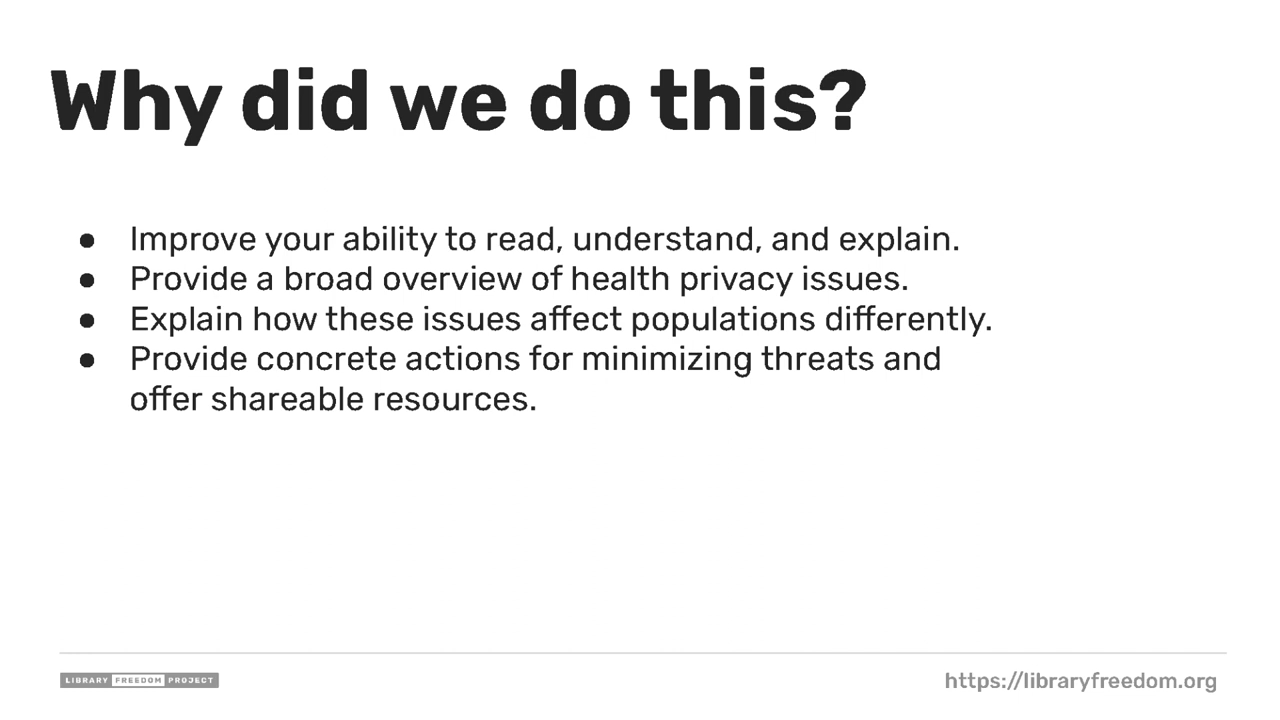 Why did we do this?
● Improve your ability to read, understand, and explain.
● Provide a broad overview of health privacy issues.
● Explain how these issues affect populations differently.
● Provide concrete actions for minimizing threats and
offer shareable resources.
LIBRARY FREEDOM PROJECT
https://libraryfreedom.org